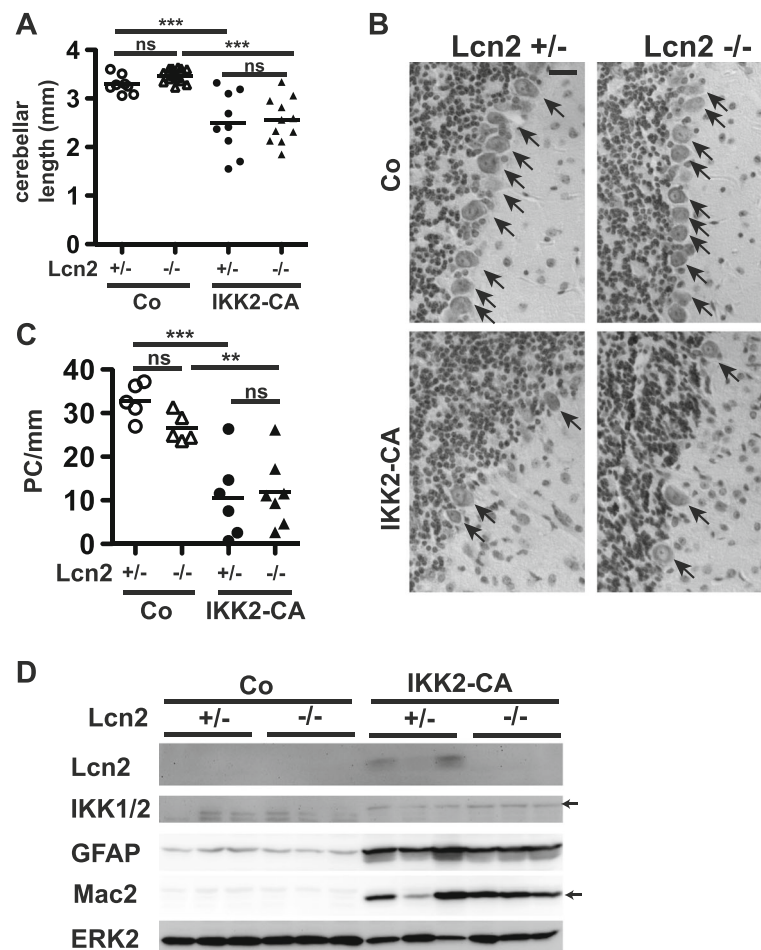 A
***
ns
***
ns
cerebellar
length (mm)
4
3
2
1
0
Lcn2 +/- -/- +/- -/-
Co IKK2-CA
B
Lcn2 +/- Lcn2 -/-
Co
IKK2-CA
C
***
ns
**
ns
PC/mm
40
30
20
10
0
Lcn2 +/- -/- +/- -/-
Co IKK2-CA
D
Co IKK2-CA
Lcn2 +/- -/- +/- -/-
Lcn2
IKK1/2
GFAP
Mac2
ERK2